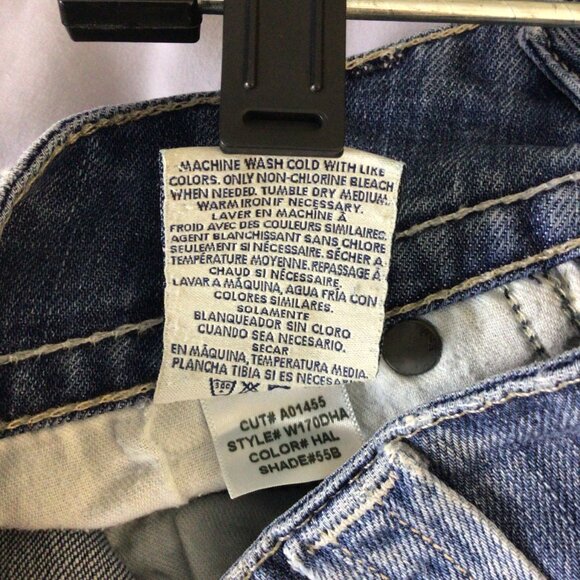 MACHINE WASH COLD WITH LIKE
COLORS. ONLY NON-CHLORINE BLEACH
WHEN NEEDED. TUMBLE DRY MEDIUM.
WARM IRON IF NECESSARY.
LAVER EN MACHINE À
FROID AVEC DES COULEURS SIMILAIRES.
AGENT BLANCHISSANT SANS CHLORE
SEULEMENT SI NÉCESSAIRE. SÉCHER À
TEMPÉRATURE MOYENNE. REPASSAGE À
CHAUD SI NÉCESSAIRE.
LAVAR A MÁQUINA, AGUA FRÍA CON
COLORES SIMILARES.
SOLAMENTE
BLANQUEADOR SIN CLORO
CUANDO SEA NECESARIO.
SECAR
EN MÁQUINA, TEMPERATURA MEDIA.
PLANCHA TIBIA SI ES NECESARIO
CUT# A01455
STYLE# W170DHA
COLOR# HAL
SHADE#55B